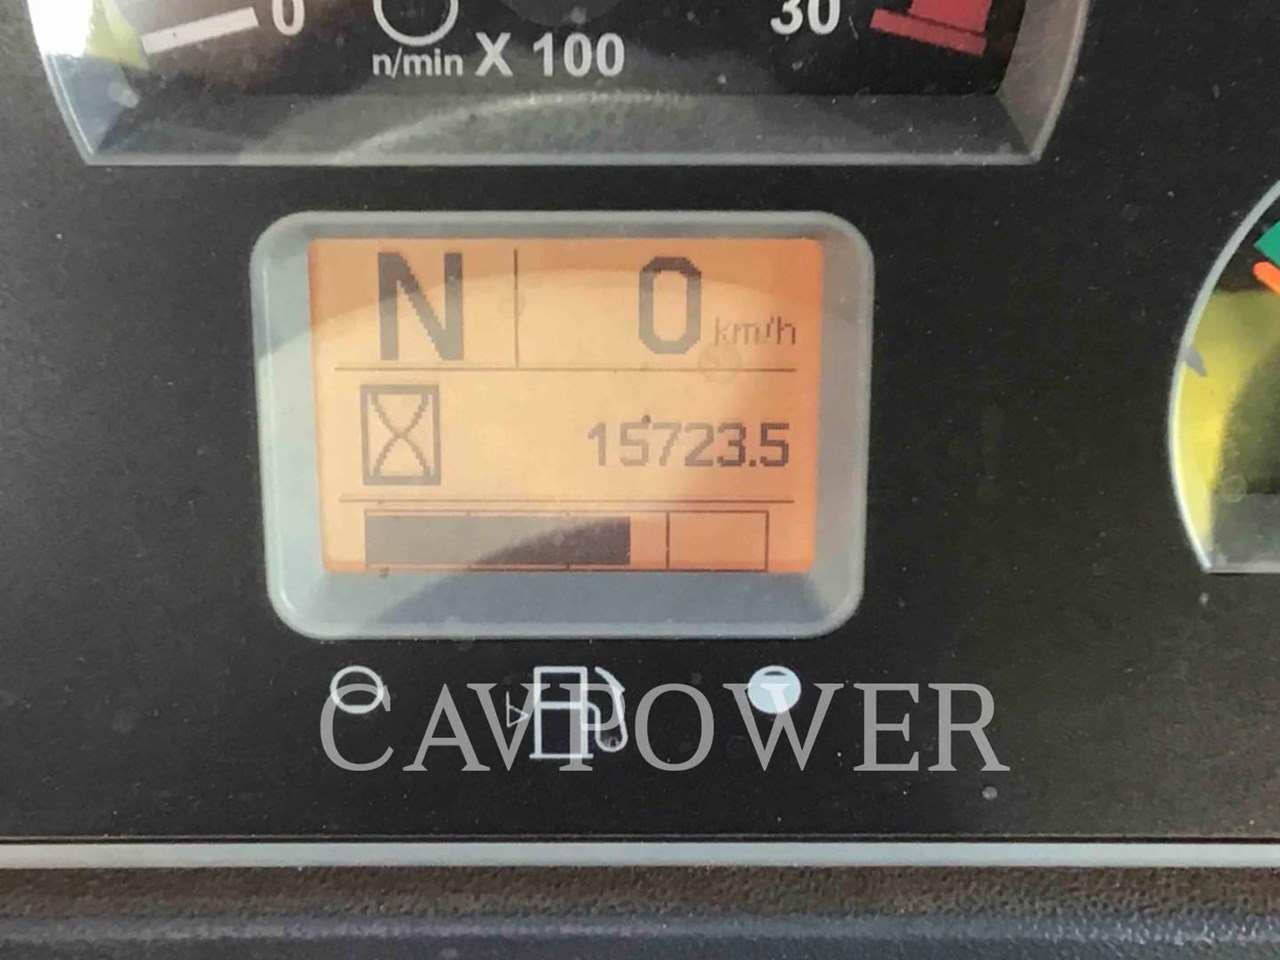 0 30
n/min X 100
N 0 km/h
15723.5
CAVPOWER